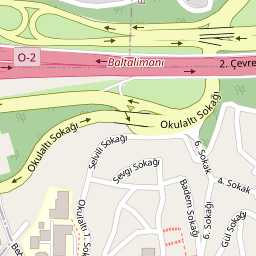 O-2
Baltalimanı
2. Çevre
Okulaltı Sokağı
Okulaltı Sokağı
Selvili Sokağı
Sevgi Sokağı
6. Sokak
4. Sokak
Badem Sokağı
6. Sokağı
Gül Sokağı
Okulaltı 1. Sok